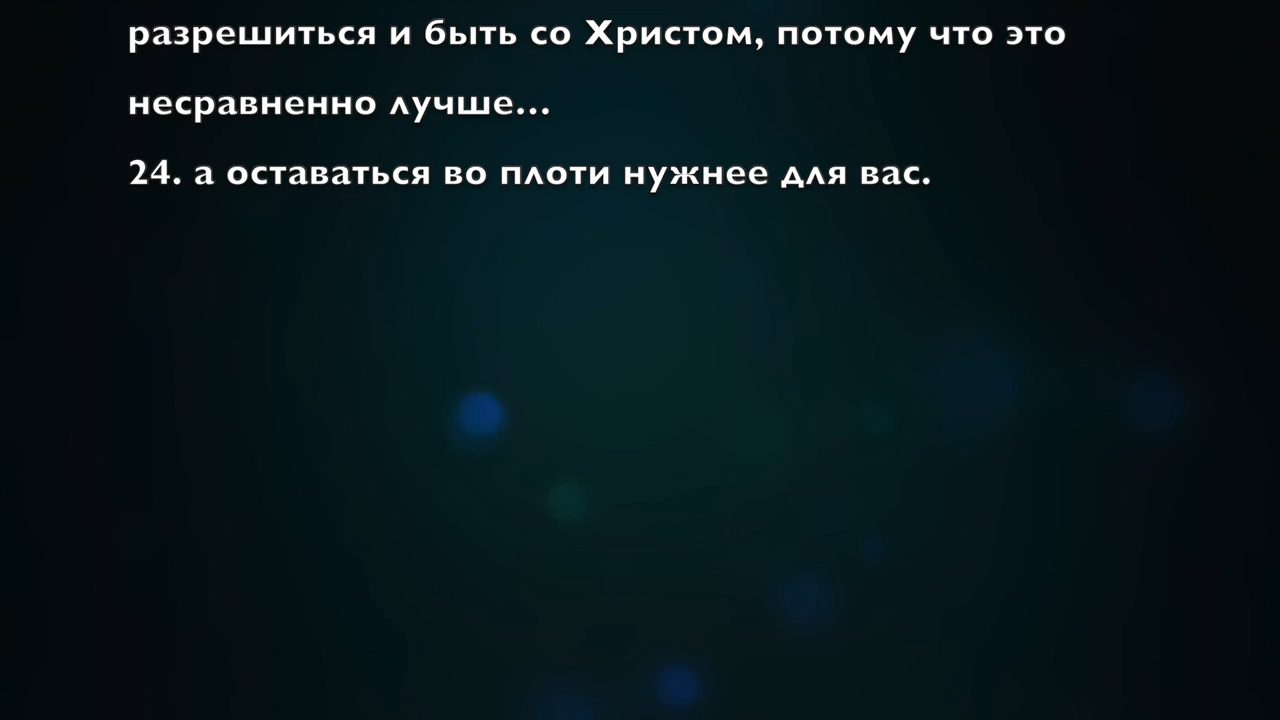 разрешиться и быть со Христом, потому что это
несравненно лучше...
24. а оставаться во плоти нужнее для вас.